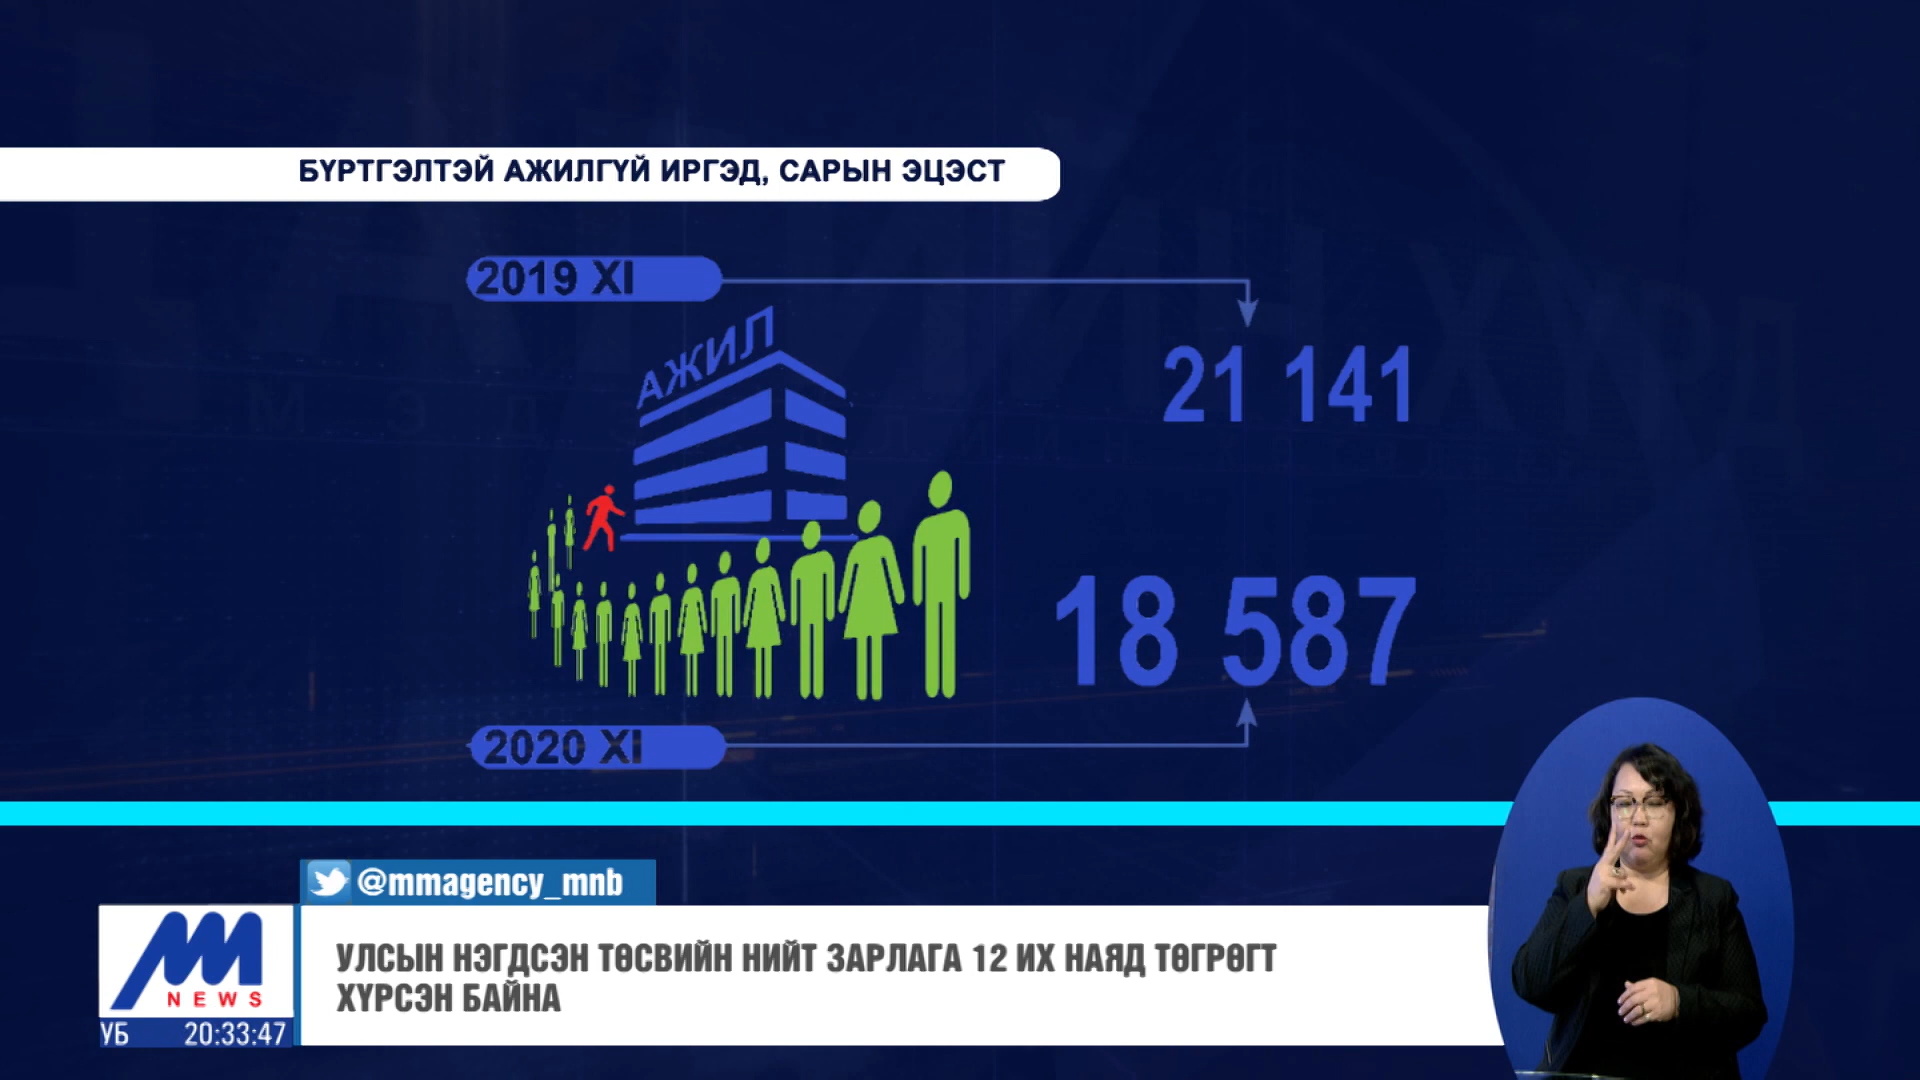 БҮРТГЭЛТЭЙ АЖИЛГҮЙ ИРГЭД, САРЫН ЭЦЭСТ
2019 XI
АЖИЛ
21 141
18 587
2020 XI
@mmagency_mnb
УЛСЫН НЭГДСЭН ТӨСВИЙН НИЙТ ЗАРЛАГА 12 ИХ НАЯД ТӨГРӨГТ
ХҮРСЭН БАЙНА
NEWS
УБ 20:33:47